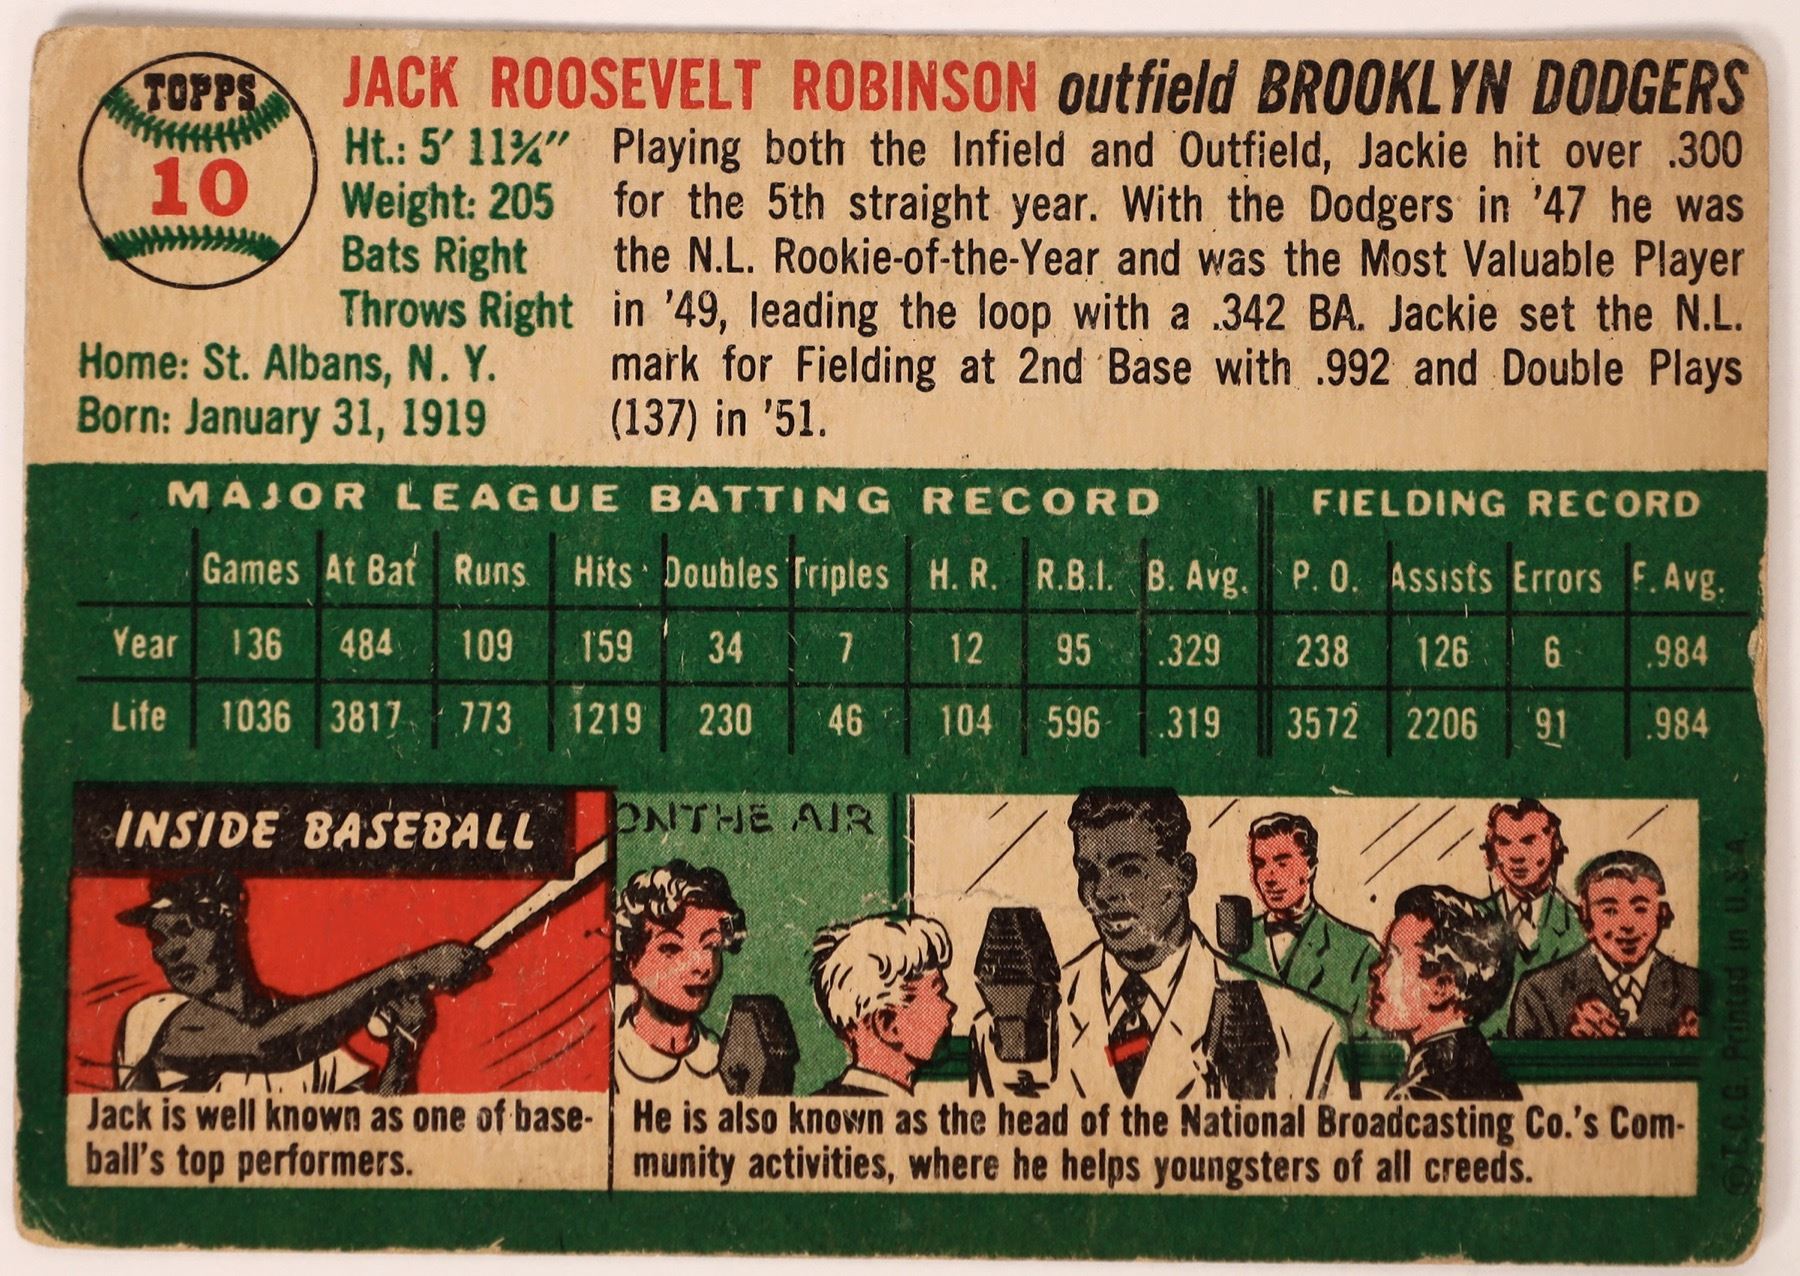 TOPPS
10
JACK ROOSEVELT ROBINSON outfield BROOKLYN DODGERS
Ht.: 5′ 11¾″
Weight: 205
Bats Right
Throws Right
Home: St. Albans, N. Y.
Born: January 31, 1919
Playing both the Infield and Outfield, Jackie hit over .300
for the 5th straight year. With the Dodgers in '47 he was
the N.L. Rookie-of-the-Year and was the Most Valuable Player
in '49, leading the loop with a .342 BA. Jackie set the N.L.
mark for Fielding at 2nd Base with .992 and Double Plays
(137) in '51.
MAJOR LEAGUE BATTING RECORD FIELDING RECORD
Games At Bat Runs Hits Doubles Triples H. R. R.B.I. B. Avg. P. O. Assists Errors F. Avg.
Year 136 484 109 159 34 7 12 95 .329 238 126 6 .984
Life 1036 3817 773 1219 230 46 104 596 .319 3572 2206 91 .984
INSIDE BASEBALL
ON THE AIR
Jack is well known as one of base-
ball's top performers.
He is also known as the head of the National Broadcasting Co.'s Com-
munity activities, where he helps youngsters of all creeds.
© T. C. G. Printed in U. S. A.